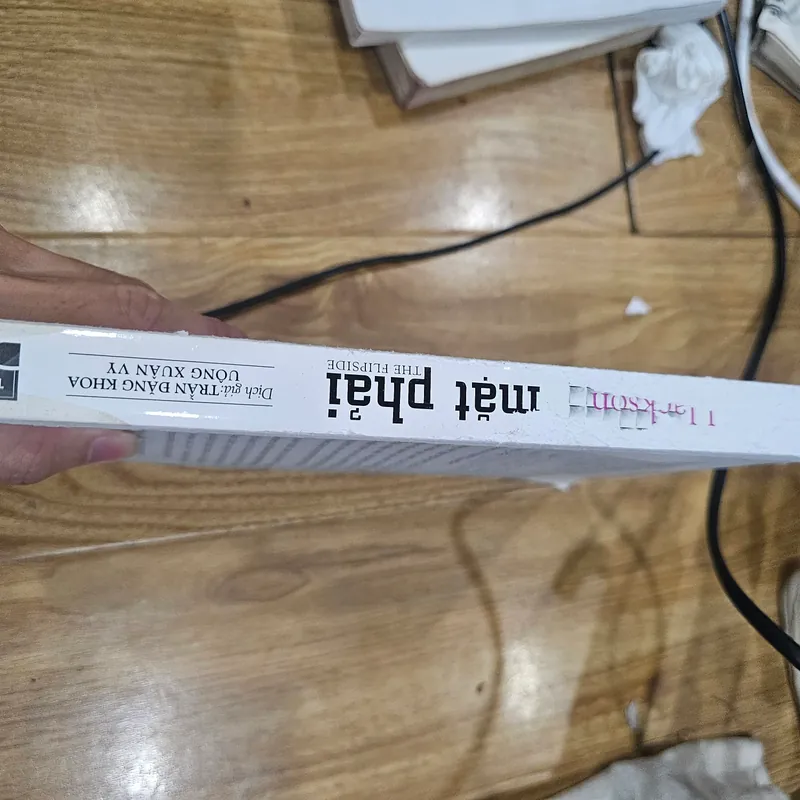 mặt phải
THE FLIPSIDE
Dịch giả: TRẦN ĐĂNG KHOA
UÔNG XUÂN VY